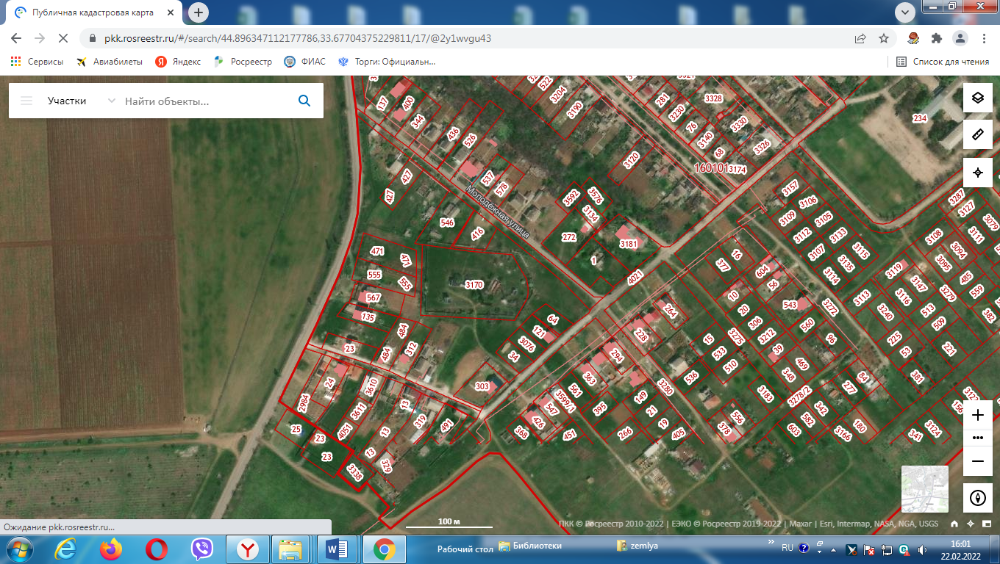 Публичная кадастровая карта
pkk.rosreestr.ru/#/search/44.896347112177786,33.67704375229811/17/@2y1wvgu43
Сервисы Авиабилеты Яндекс Росреестр ФИАС Торги: Официальн... Список для чтения
Участки Найти объекты...
137 400 344 436 526 522 3204 3190 281 3230 76 3140 68 3328 3330 3326 234
427 427 537 578 3120 160101 3174
Молодёжная улица
546 416 3592 3576 3134 272 1 3181 4021
3157 3106 3109 3105 3112 3133 3107 3115 3135 3114 3287 3127 3079 3111 3108 3094 3095 485 559
471 471 555 555 567 135 3170
377 16 604 56 10 20 543 3272 3119 3147 3116 3279 3113 3240 513 509 382
484 484 312 23 64 121 3076 34 264 228 294 15 3275 306 3212 560 96 533 39 510 469 225 53 221
24 2984 3610 3611 13 303 363 561 3280 536 348 381
25 23 4051 13 319 491 3599/1 547 395 149 21 3183 3278/2 342 277 84
23 13 329 3338 368 426 451 266 19 405 556 378 603 582 3166 180 341 3124
100 м
ПКК © Росреестр 2010-2022 | ЕЭКО © Росреестр 2019-2022 | Maxar | Esri, Intermap, NASA, NGA, USGS
Ожидание pkk.rosreestr.ru...
Рабочий стол Библиотеки zemlya » RU 16:01
22.02.2022